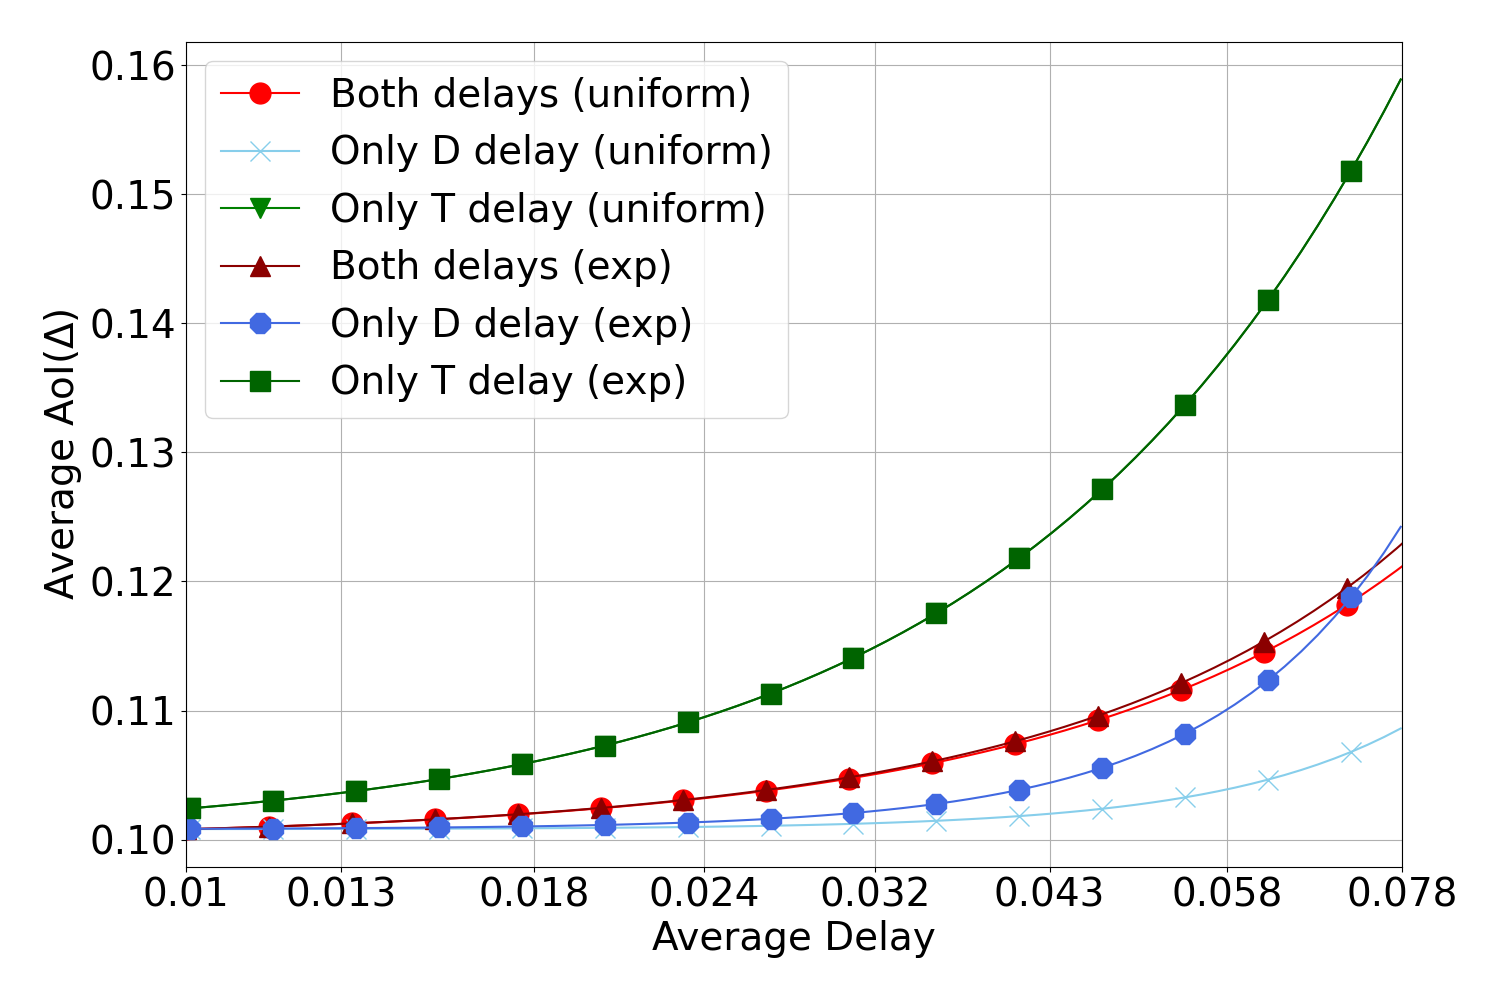 0.16
0.15
0.14
0.13
0.12
0.11
0.10
Average AoI(Δ)
Both delays (uniform)
Only D delay (uniform)
Only T delay (uniform)
Both delays (exp)
Only D delay (exp)
Only T delay (exp)
0.01 0.013 0.018 0.024 0.032 0.043 0.058 0.078
Average Delay